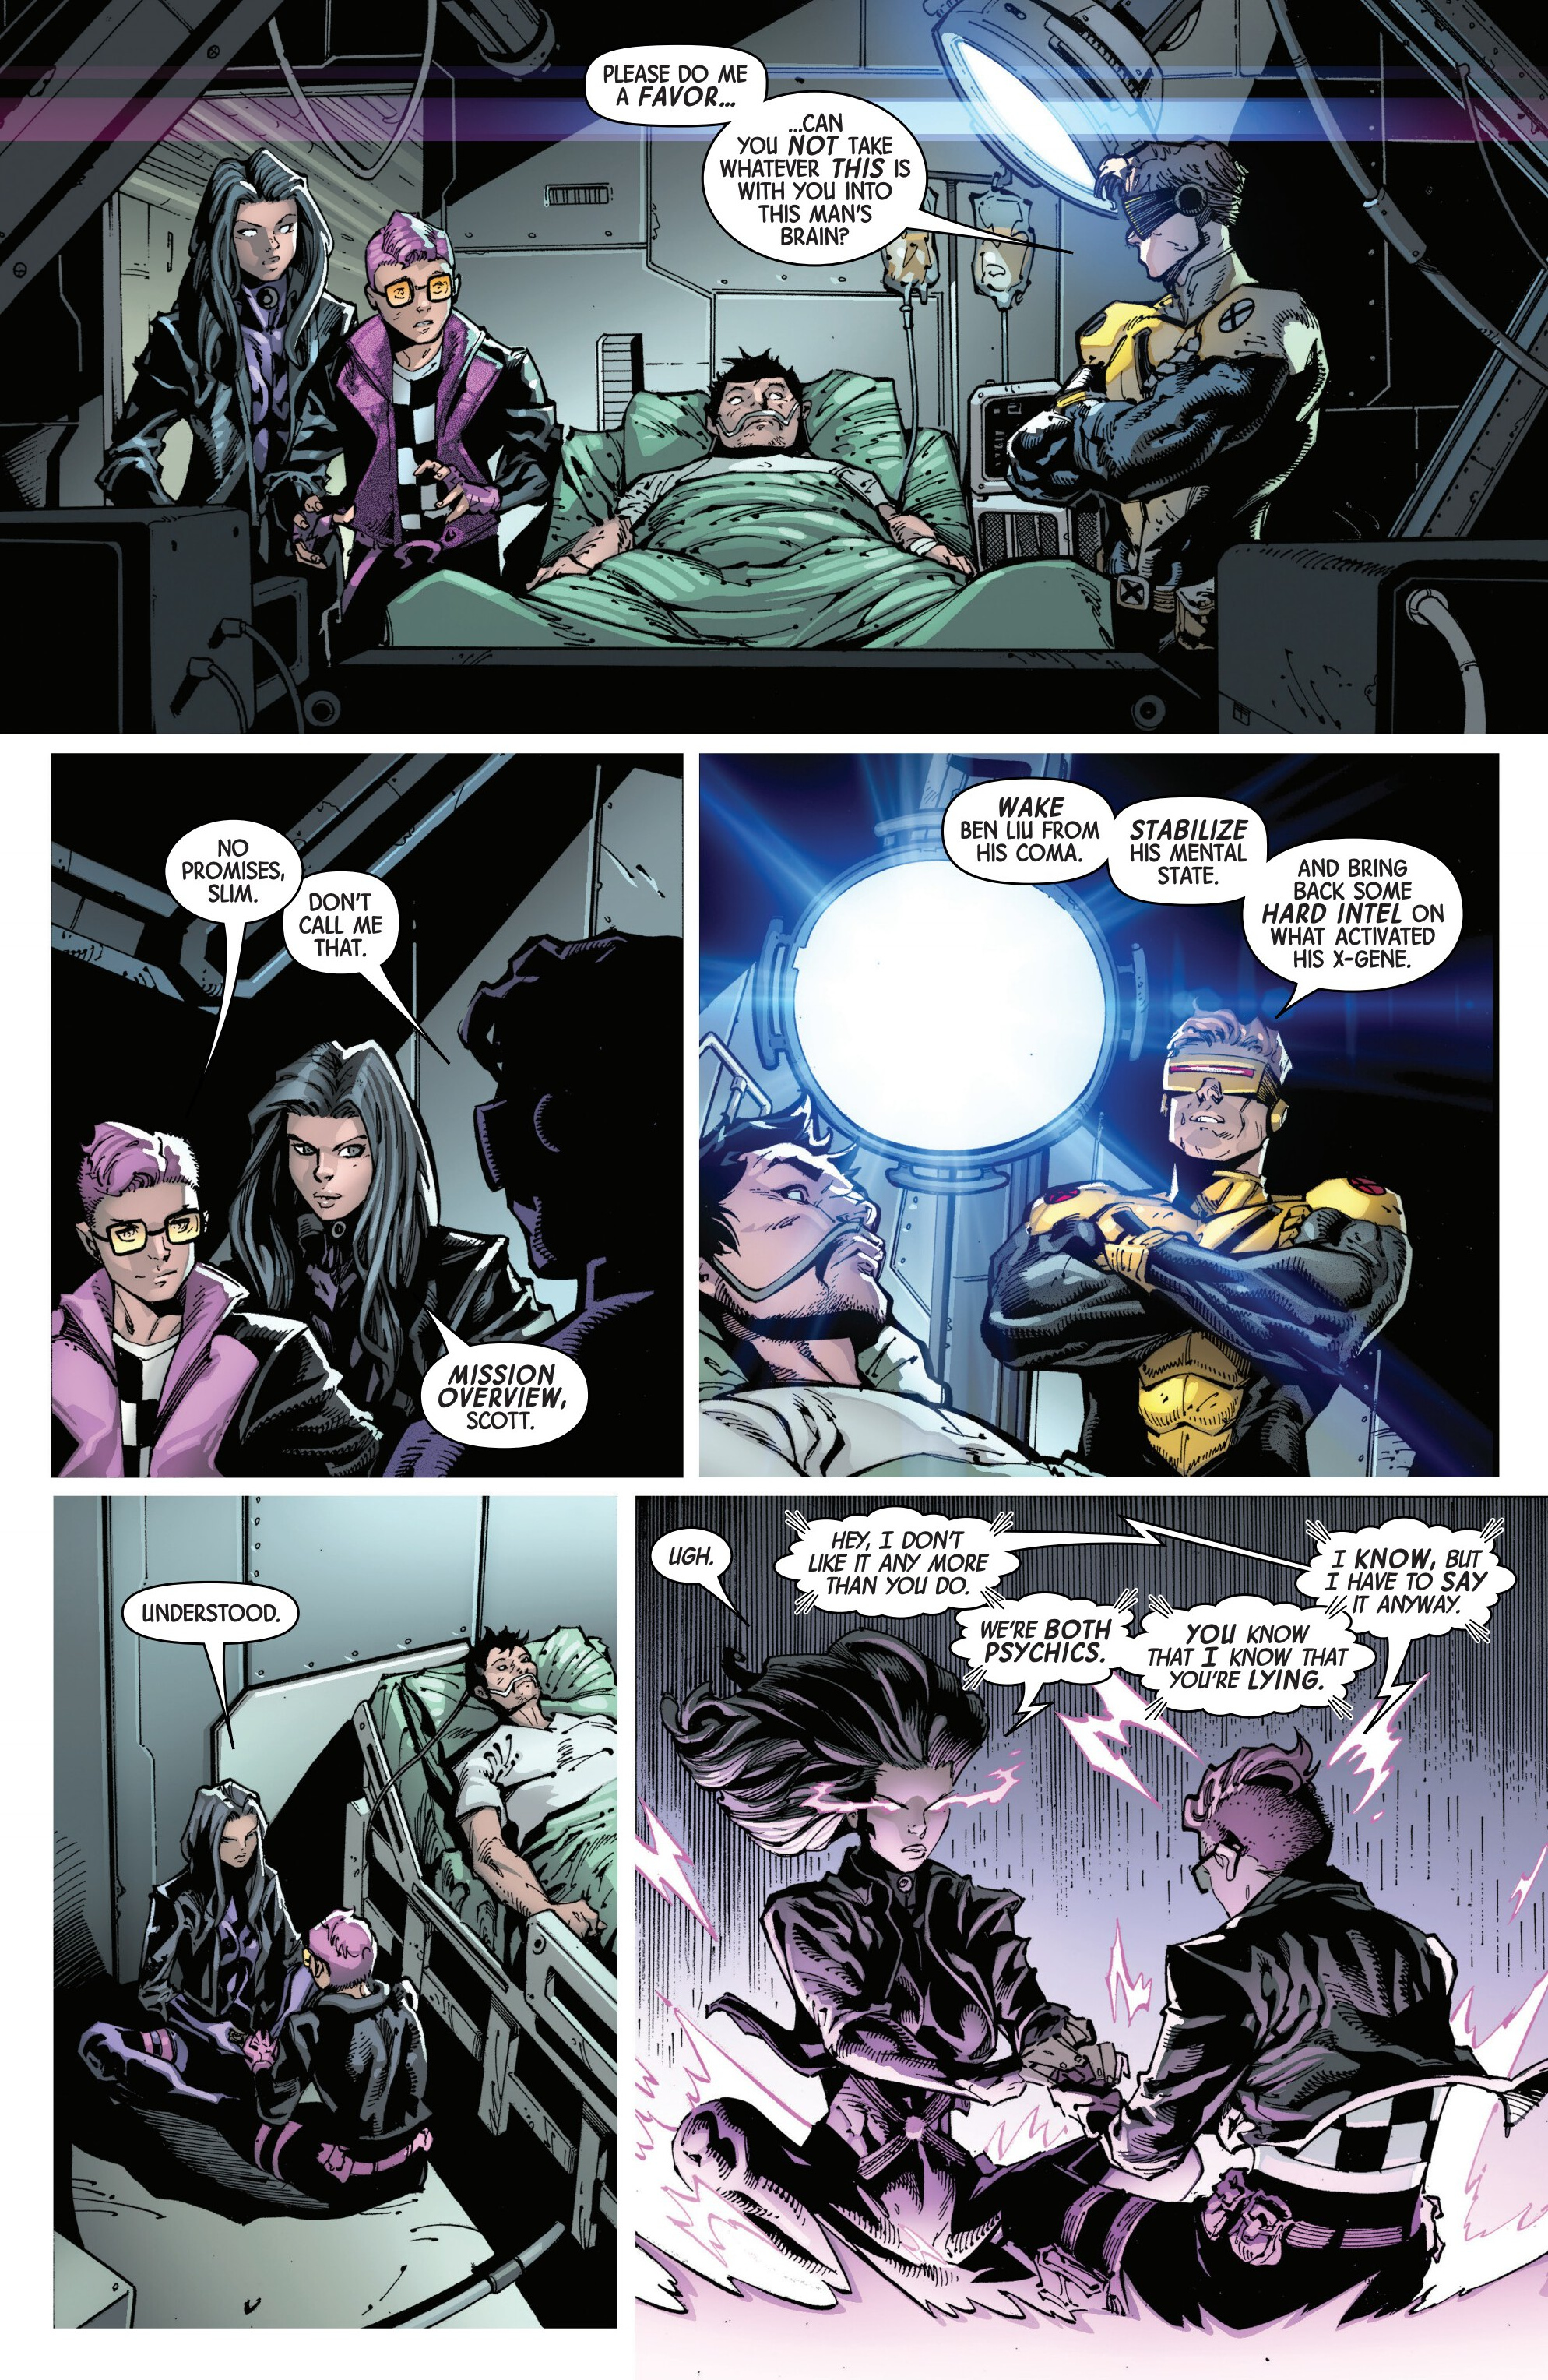 PLEASE DO ME
A FAVOR...
...CAN
YOU NOT TAKE
WHATEVER THIS IS
WITH YOU INTO
THIS MAN'S
BRAIN?
NO
PROMISES,
SLIM.
DON'T
CALL ME
THAT.
MISSION
OVERVIEW,
SCOTT.
WAKE
BEN LIU FROM
HIS COMA.
STABILIZE
HIS MENTAL
STATE.
AND BRING
BACK SOME
HARD INTEL ON
WHAT ACTIVATED
HIS X-GENE.
UNDERSTOOD.
UGH.
HEY, I DON'T
LIKE IT ANY MORE
THAN YOU DO.
WE'RE BOTH
PSYCHICS.
YOU KNOW
THAT I KNOW THAT
YOU'RE LYING.
I KNOW, BUT
I HAVE TO SAY
IT ANYWAY.